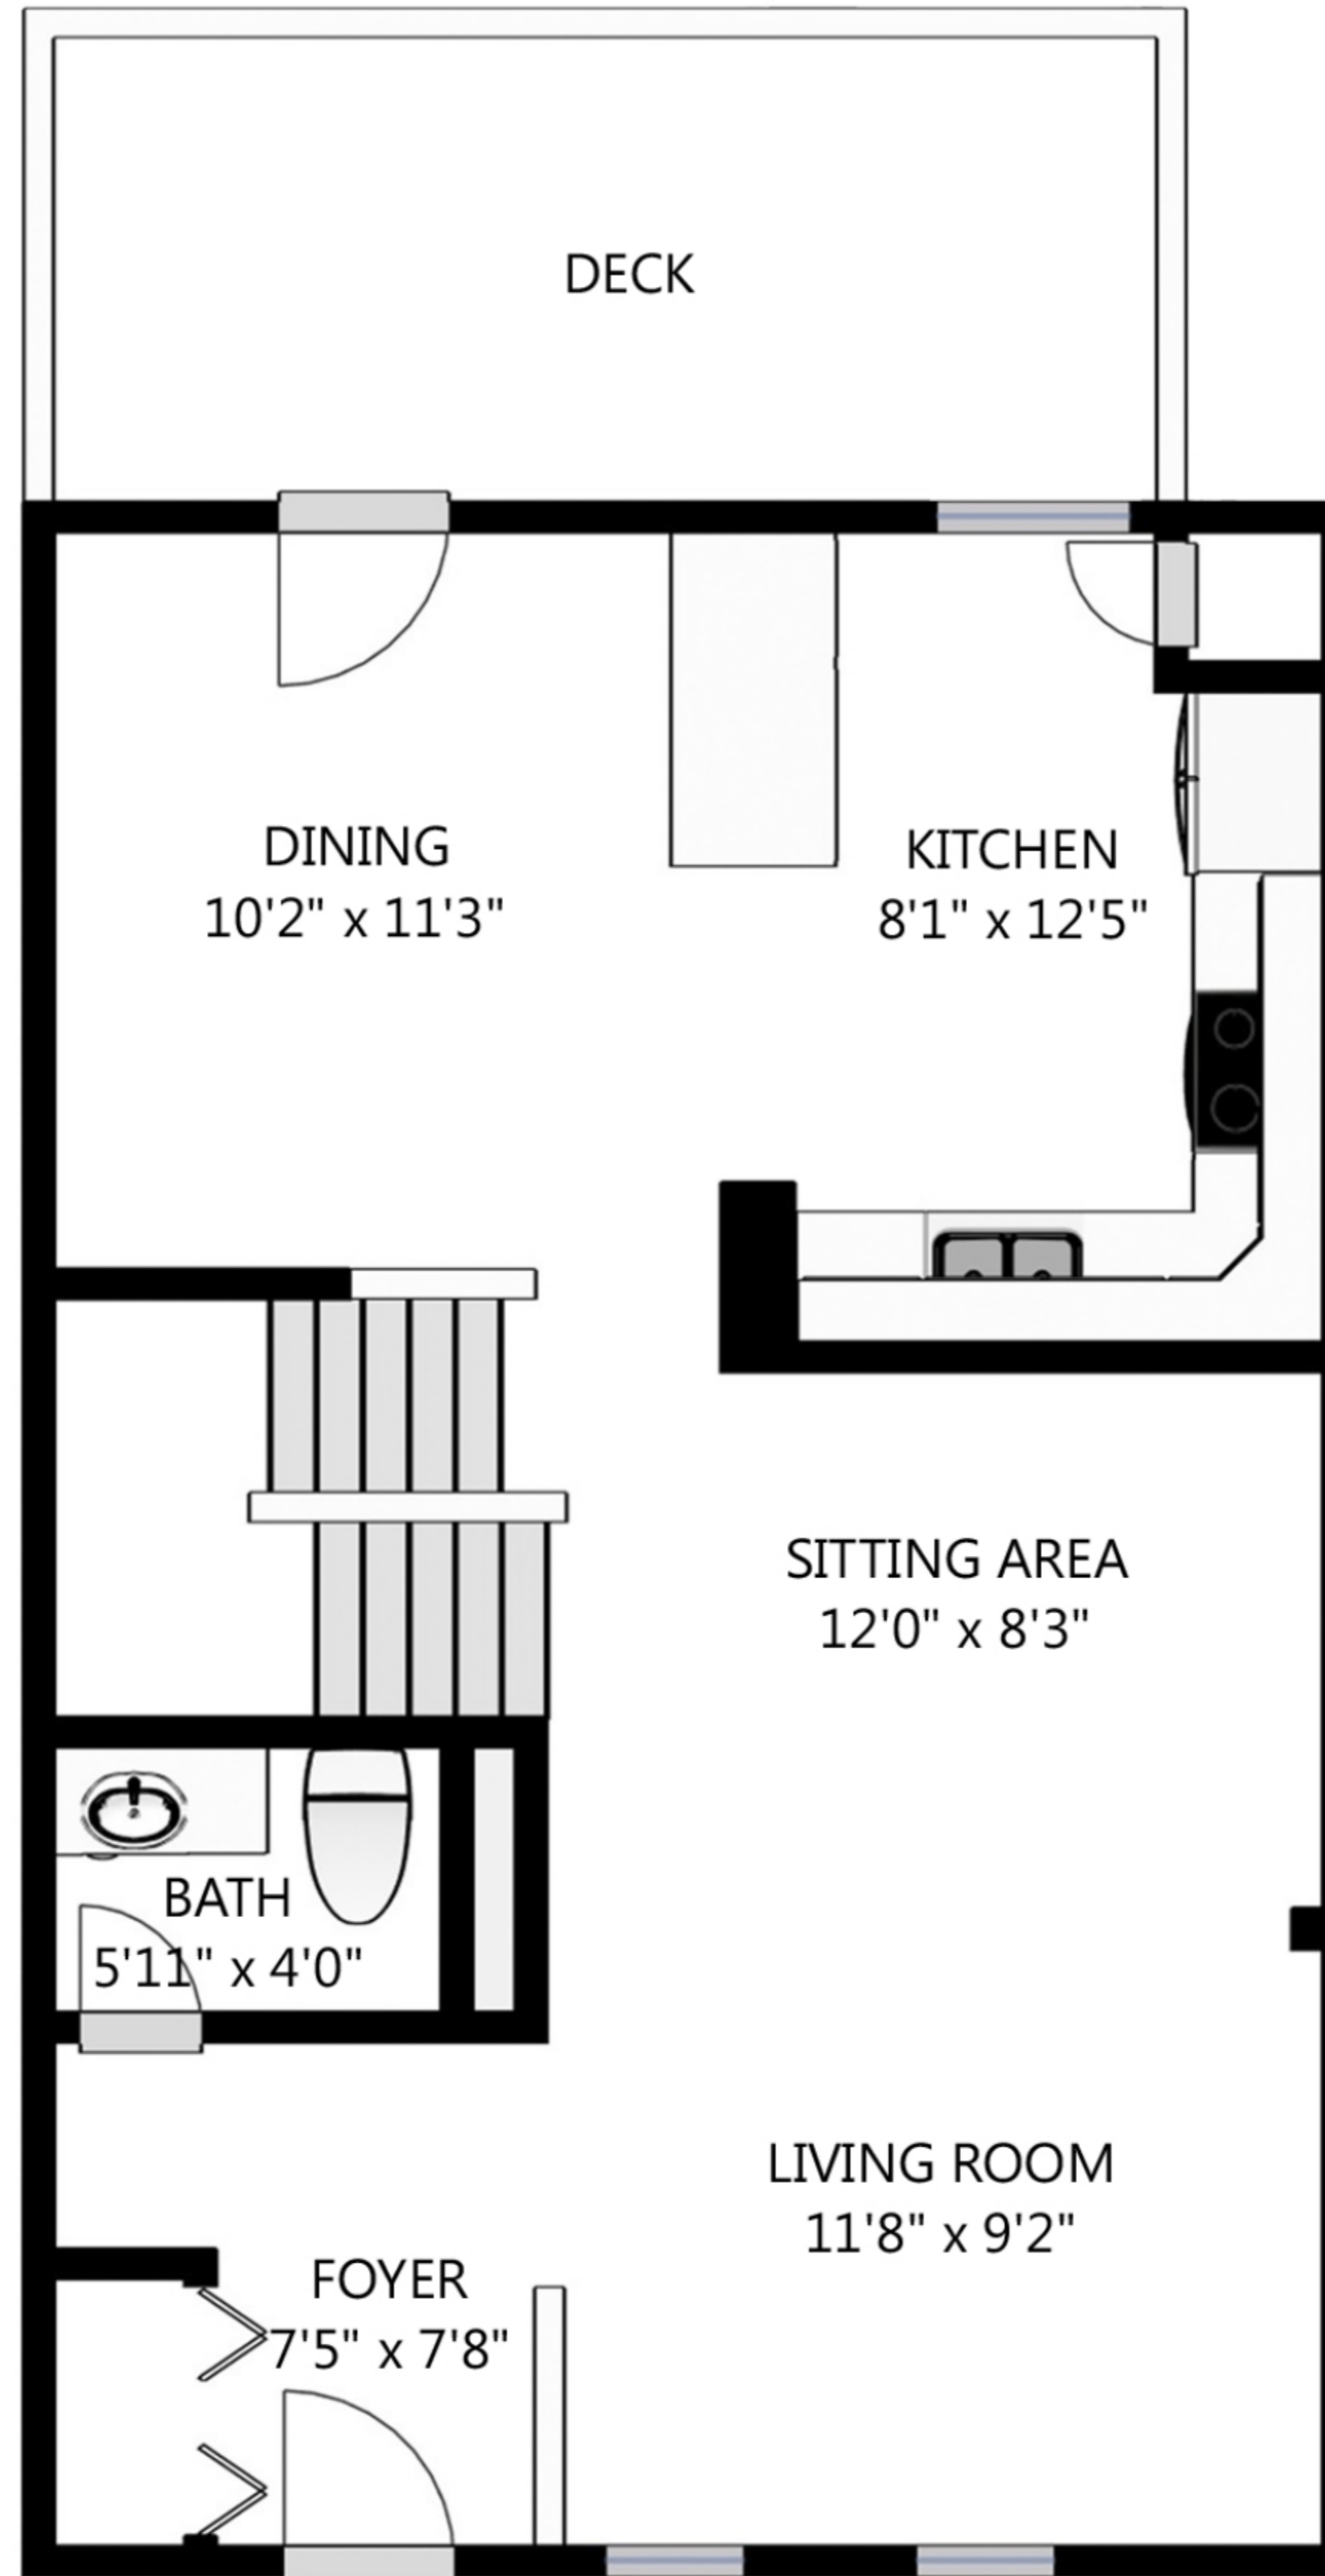 DECK
DINING
10'2" x 11'3"
KITCHEN
8'1" x 12'5"
SITTING AREA
12'0" x 8'3"
BATH
5'11" x 4'0"
LIVING ROOM
11'8" x 9'2"
FOYER
7'5" x 7'8"